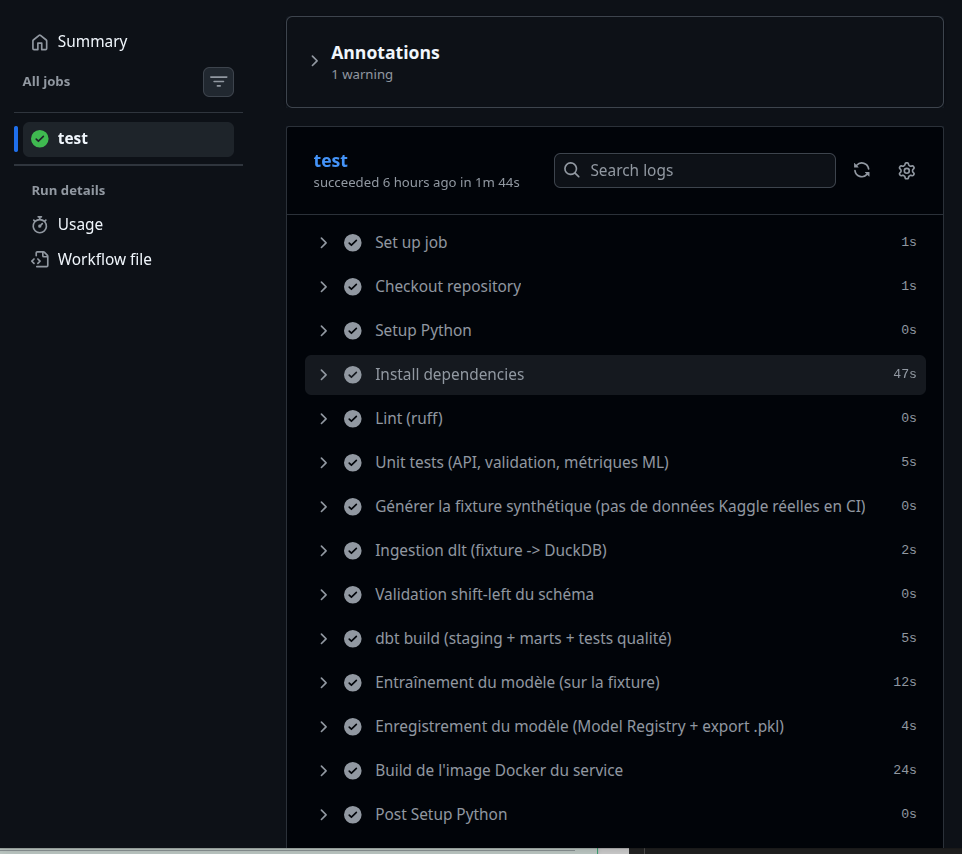 Summary
All jobs
test
Run details
Usage
Workflow file
Annotations
1 warning
test
succeeded 6 hours ago in 1m 44s
Search logs
Set up job 1s
Checkout repository 1s
Setup Python 0s
Install dependencies 47s
Lint (ruff) 0s
Unit tests (API, validation, métriques ML) 5s
Générer la fixture synthétique (pas de données Kaggle réelles en CI) 0s
Ingestion dlt (fixture -> DuckDB) 2s
Validation shift-left du schéma 0s
dbt build (staging + marts + tests qualité) 5s
Entraînement du modèle (sur la fixture) 12s
Enregistrement du modèle (Model Registry + export .pkl) 4s
Build de l'image Docker du service 24s
Post Setup Python 0s